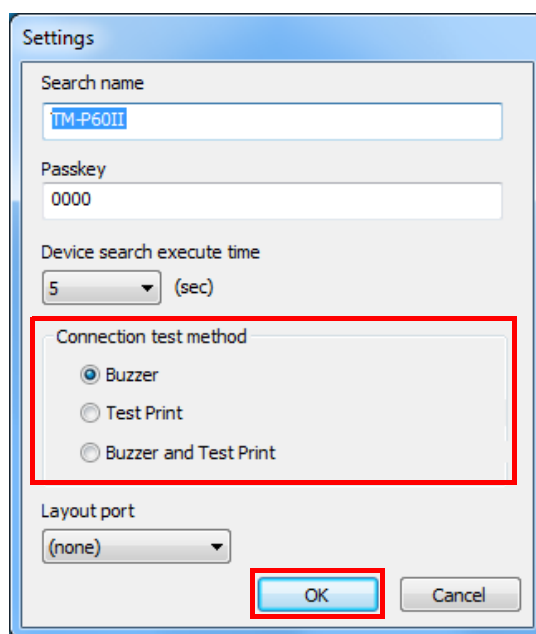 Settings
Search name
TM-P60II
Passkey
0000
Device search execute time
5 (sec)
Connection test method
Buzzer
Test Print
Buzzer and Test Print
Layout port
(none)
OK Cancel